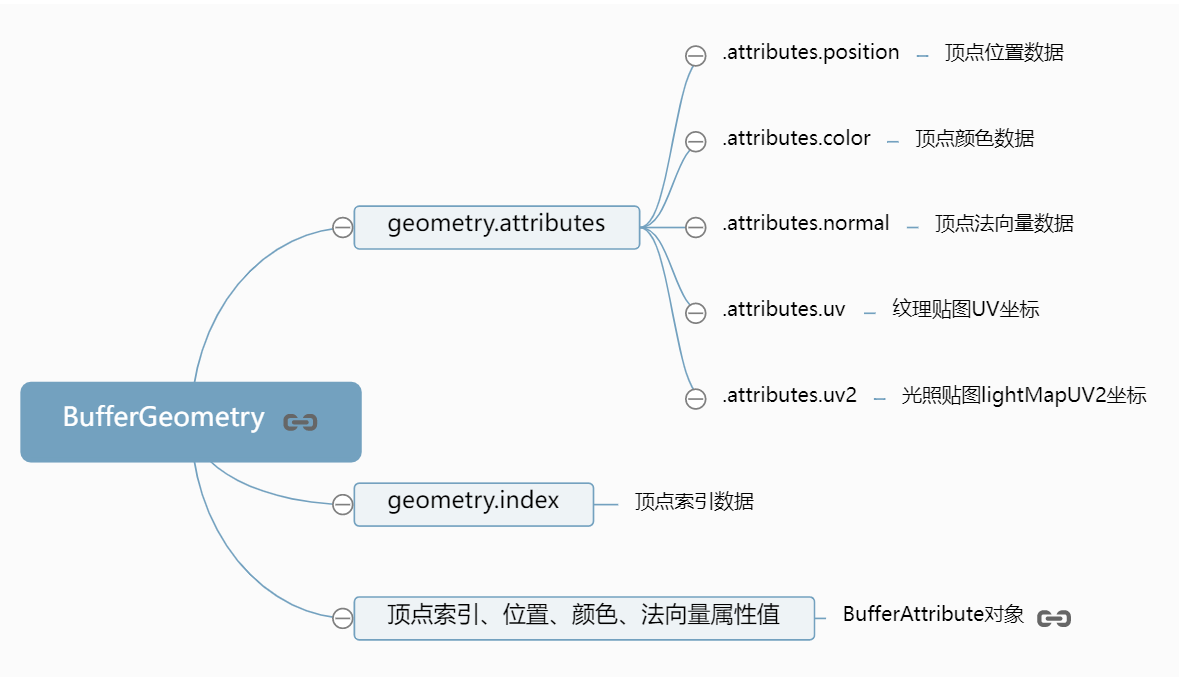 .attributes.position
顶点位置数据
.attributes.color
顶点颜色数据
geometry.attributes
.attributes.normal
顶点法向量数据
.attributes.uv
纹理贴图UV坐标
.attributes.uv2
光照贴图lightMapUV2坐标
BufferGeometry
geometry.index
顶点索引数据
顶点索引、位置、颜色、法向量属性值
BufferAttribute对象